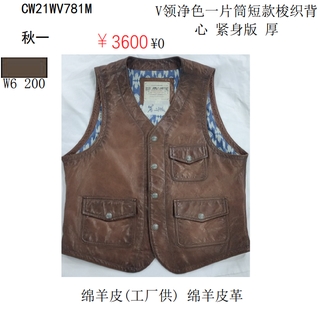 CW21WV781M
V领净色一片筒短款梭织背
心 紧身版 厚
秋一
￥3600¥0
W6 200
绵羊皮(工厂供) 绵羊皮革